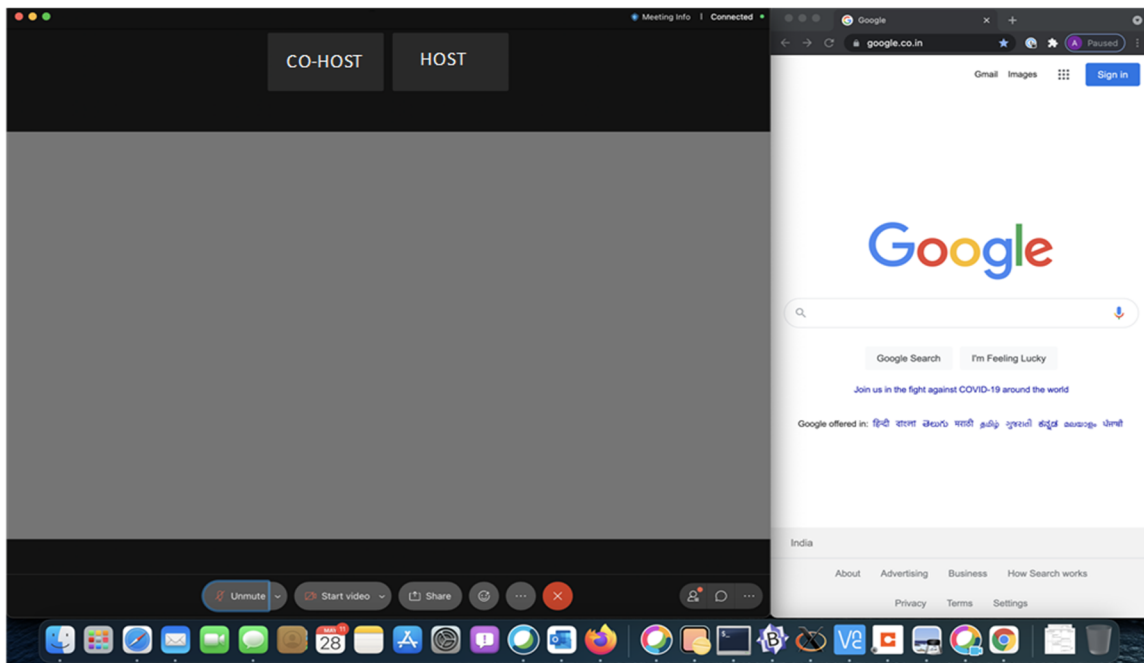 Meeting Info | Connected
CO-HOST
HOST
Unmute
Start video
Share
Google
google.co.in
A Paused
Gmail Images
Sign in
Google
Google Search I'm Feeling Lucky
Join us in the fight against COVID-19 around the world
Google offered in: हिन्दी বাংলা తెలుగు मराठी தமிழ் ગુજરાતી ಕನ್ನಡ മലയാളം ਪੰਜਾਬੀ
India
About Advertising Business How Search works
Privacy Terms Settings
MAY 11
28